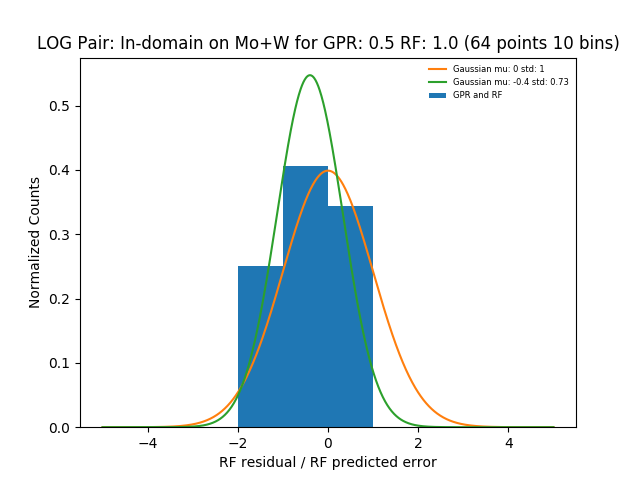 LOG Pair: In-domain on Mo+W for GPR: 0.5 RF: 1.0 (64 points 10 bins)
Gaussian mu: 0 std: 1
Gaussian mu: -0.4 std: 0.73
GPR and RF
Normalized Counts
0.5
0.4
0.3
0.2
0.1
0.0
−4
−2
0
2
4
RF residual / RF predicted error